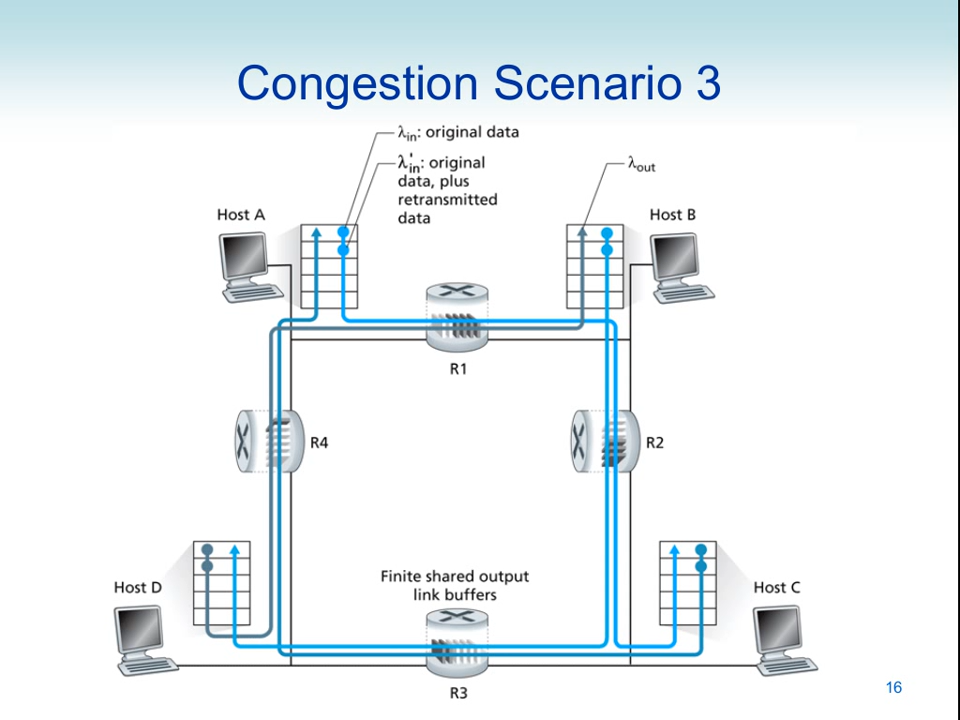 Congestion Scenario 3
λin: original data
λ'in: original
data, plus
retransmitted
data
λout
Host A
Host B
R1
R4
R2
Host D
Finite shared output
link buffers
Host C
R3
16